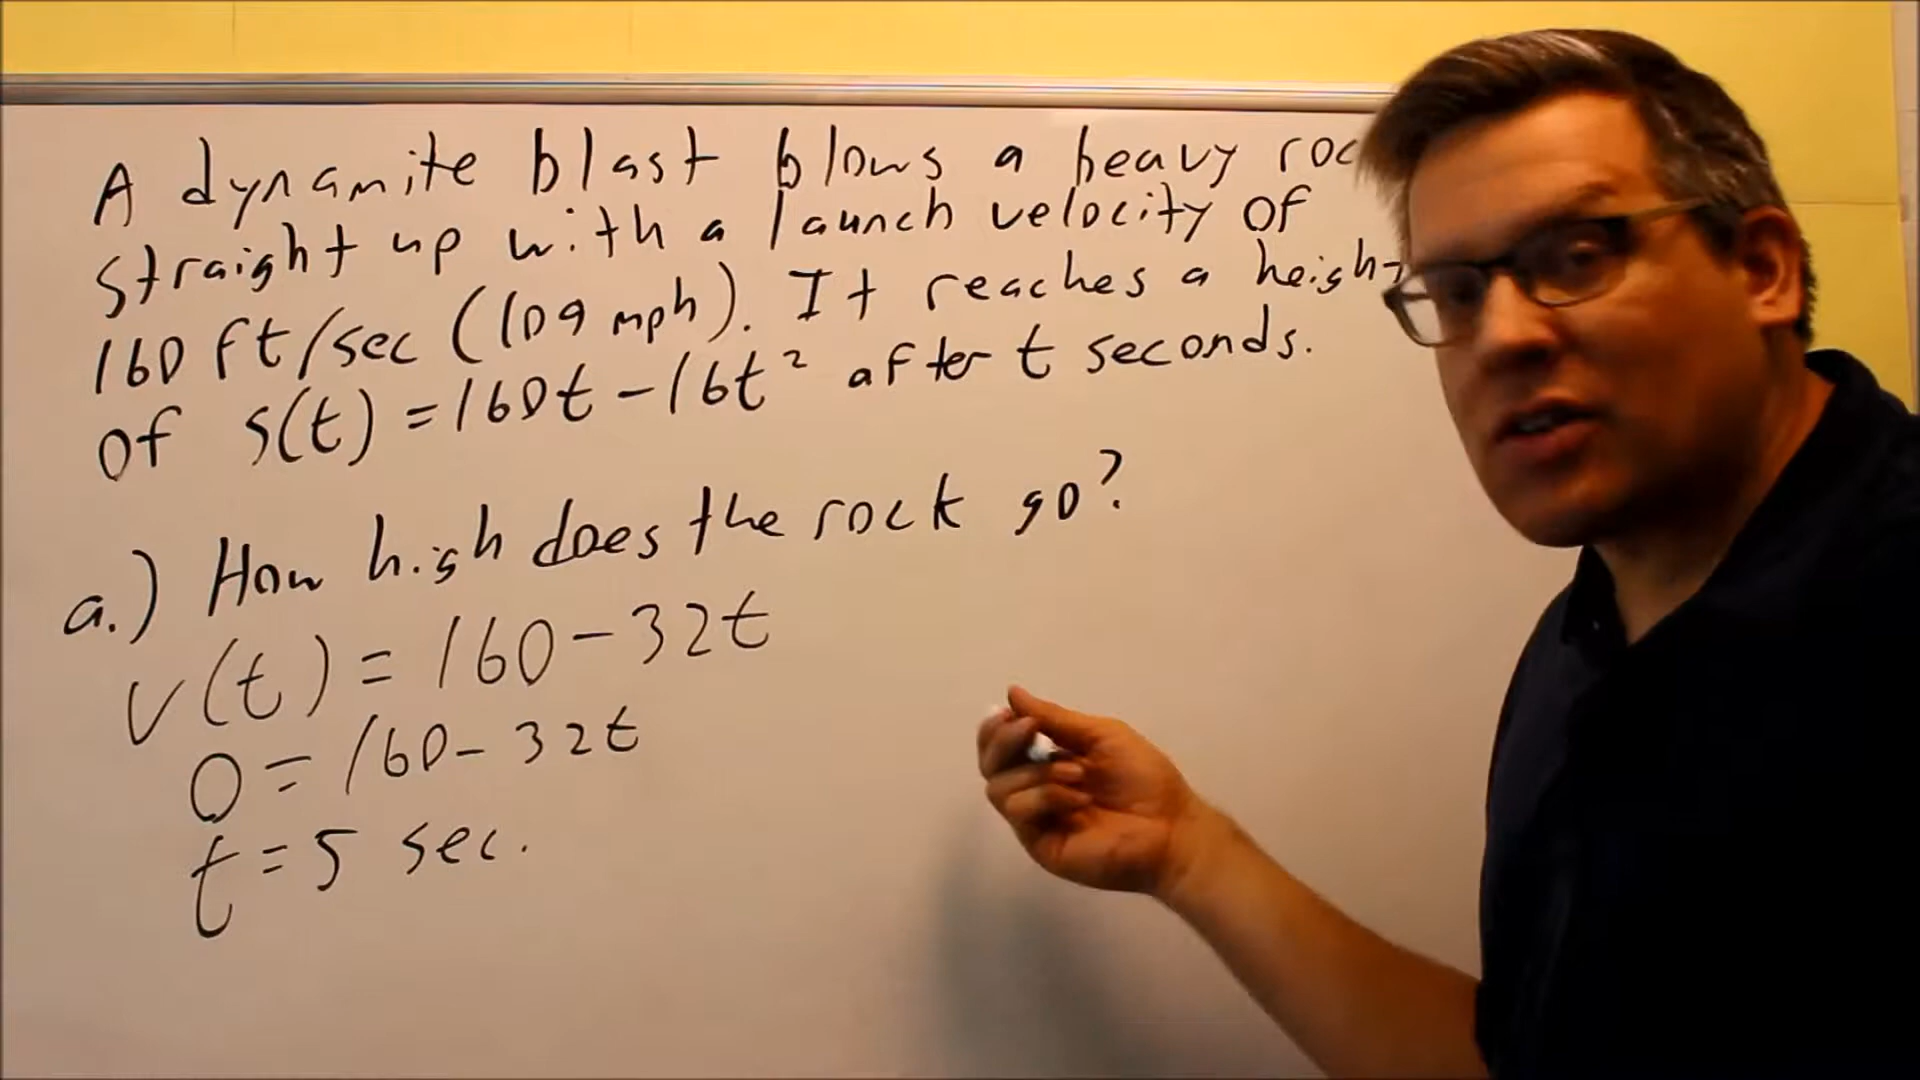 A dynamite blast blows a heavy roc
straight up with a launch velocity of
160 ft/sec (109 mph). It reaches a heigh
of s(t) = 160t - 16t² after t seconds.
a.) How high does the rock go?
v(t) = 160 - 32t
0 = 160 - 32t
t = 5 sec.